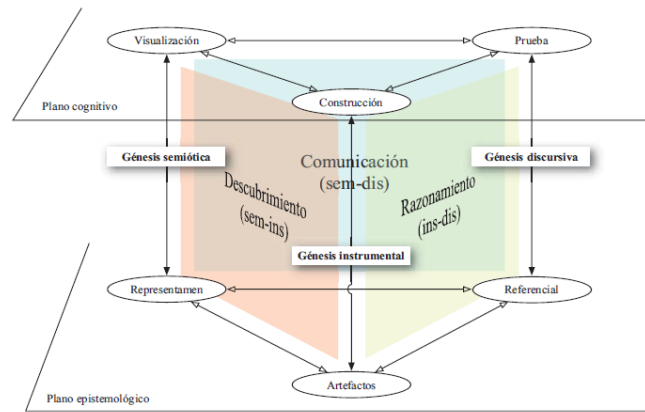 Visualización
Prueba
Construcción
Plano cognitivo
Génesis semiótica
Génesis discursiva
Comunicación
(sem-dis)
Descubrimiento
(sem-ins)
Razonamiento
(ins-dis)
Génesis instrumental
Representamen
Referencial
Artefactos
Plano epistemológico